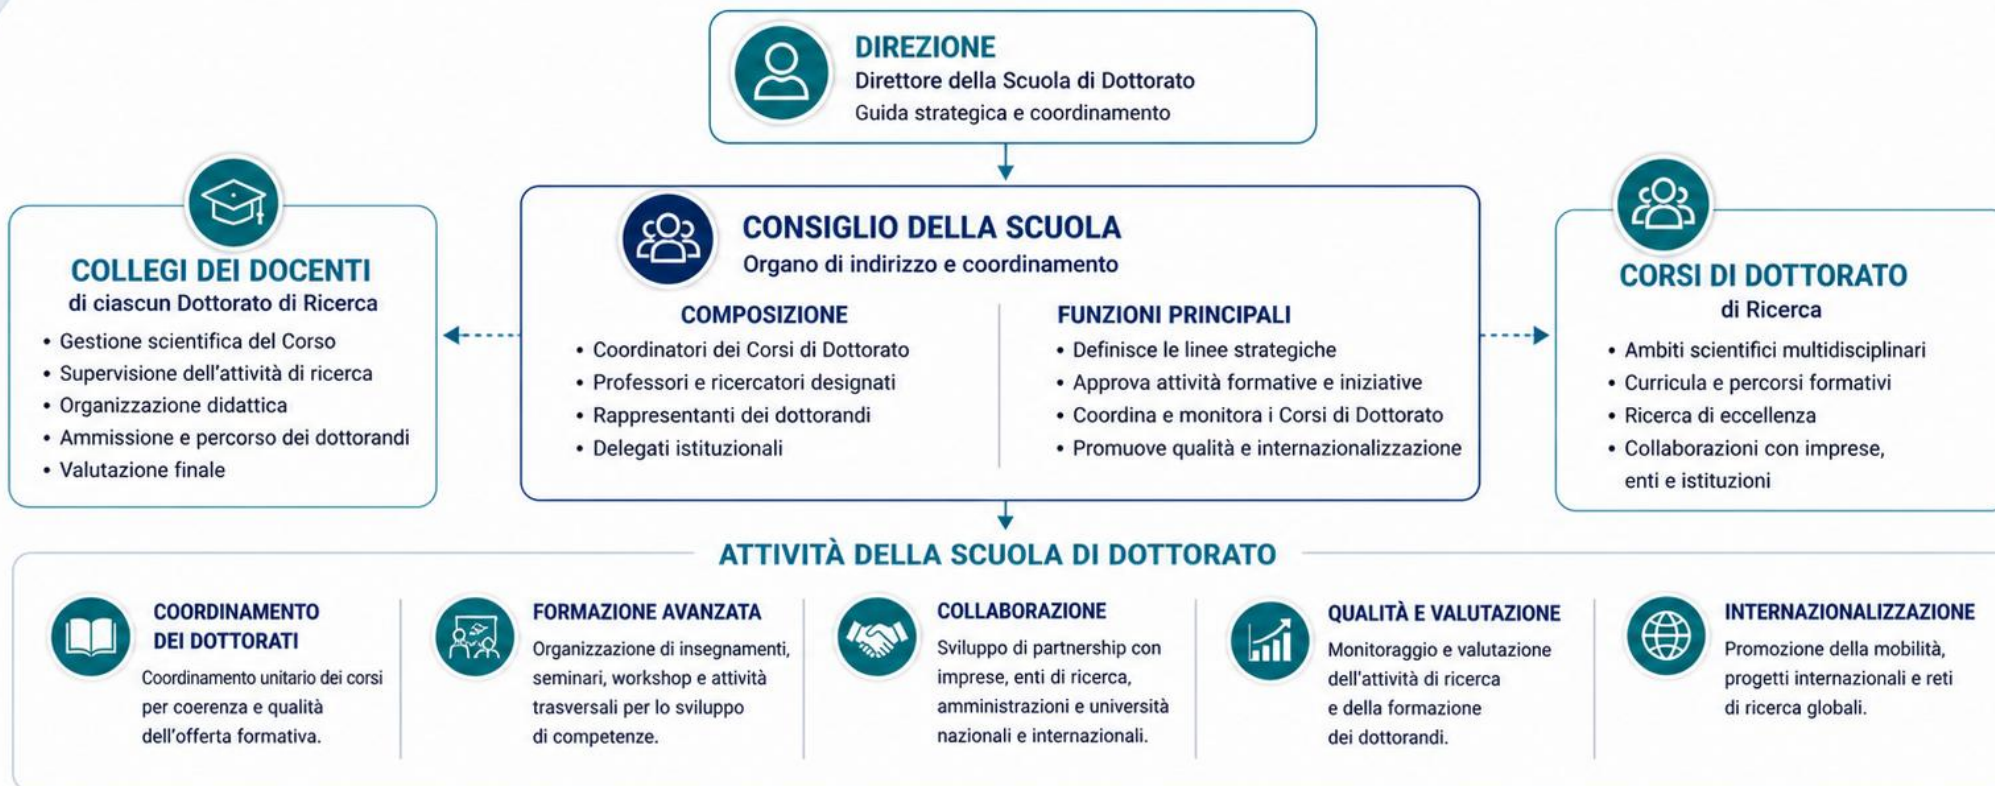 DIREZIONE
Direttore della Scuola di Dottorato
Guida strategica e coordinamento
COLLEGI DEI DOCENTI
di ciascun Dottorato di Ricerca
• Gestione scientifica del Corso
• Supervisione dell'attività di ricerca
• Organizzazione didattica
• Ammissione e percorso dei dottorandi
• Valutazione finale
CONSIGLIO DELLA SCUOLA
Organo di indirizzo e coordinamento
COMPOSIZIONE
• Coordinatori dei Corsi di Dottorato
• Professori e ricercatori designati
• Rappresentanti dei dottorandi
• Delegati istituzionali
FUNZIONI PRINCIPALI
• Definisce le linee strategiche
• Approva attività formative e iniziative
• Coordina e monitora i Corsi di Dottorato
• Promuove qualità e internazionalizzazione
CORSI DI DOTTORATO
di Ricerca
• Ambiti scientifici multidisciplinari
• Curricula e percorsi formativi
• Ricerca di eccellenza
• Collaborazioni con imprese,
enti e istituzioni
ATTIVITÀ DELLA SCUOLA DI DOTTORATO
COORDINAMENTO
DEI DOTTORATI
Coordinamento unitario dei corsi
per coerenza e qualità
dell'offerta formativa.
FORMAZIONE AVANZATA
Organizzazione di insegnamenti,
seminari, workshop e attività
trasversali per lo sviluppo
di competenze.
COLLABORAZIONE
Sviluppo di partnership con
imprese, enti di ricerca,
amministrazioni e università
nazionali e internazionali.
QUALITÀ E VALUTAZIONE
Monitoraggio e valutazione
dell'attività di ricerca
e della formazione
dei dottorandi.
INTERNAZIONALIZZAZIONE
Promozione della mobilità,
progetti internazionali e reti
di ricerca globali.